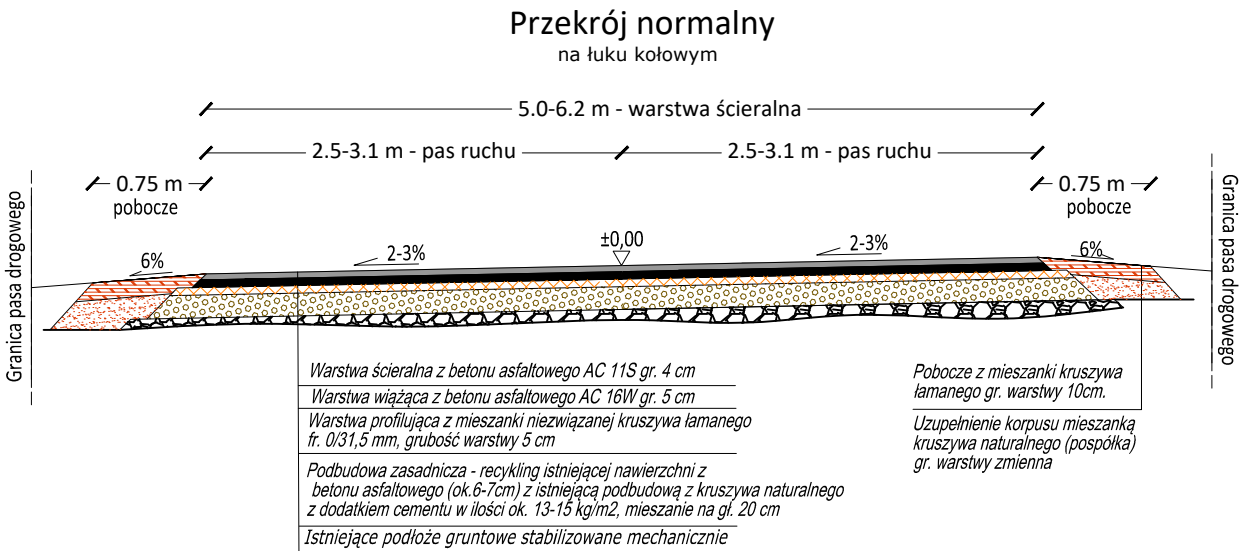 Przekrój normalny
na łuku kołowym
5.0-6.2 m - warstwa ścieralna
2.5-3.1 m - pas ruchu
2.5-3.1 m - pas ruchu
0.75 m
pobocze
0.75 m
pobocze
Granica pasa drogowego
Granica pasa drogowego
6%
2-3%
±0,00
2-3%
6%
Warstwa ścieralna z betonu asfaltowego AC 11S gr. 4 cm
Warstwa wiążąca z betonu asfaltowego AC 16W gr. 5 cm
Warstwa profilująca z mieszanki niezwiązanej kruszywa łamanego
fr. 0/31,5 mm, grubość warstwy 5 cm
Podbudowa zasadnicza - recykling istniejącej nawierzchni z
betonu asfaltowego (ok.6-7cm) z istniejącą podbudową z kruszywa naturalnego
z dodatkiem cementu w ilości ok. 13-15 kg/m2, mieszanie na gł. 20 cm
Istniejące podłoże gruntowe stabilizowane mechanicznie
Pobocze z mieszanki kruszywa
łamanego gr. warstwy 10cm.
Uzupełnienie korpusu mieszanką
kruszywa naturalnego (pospółka)
gr. warstwy zmienna